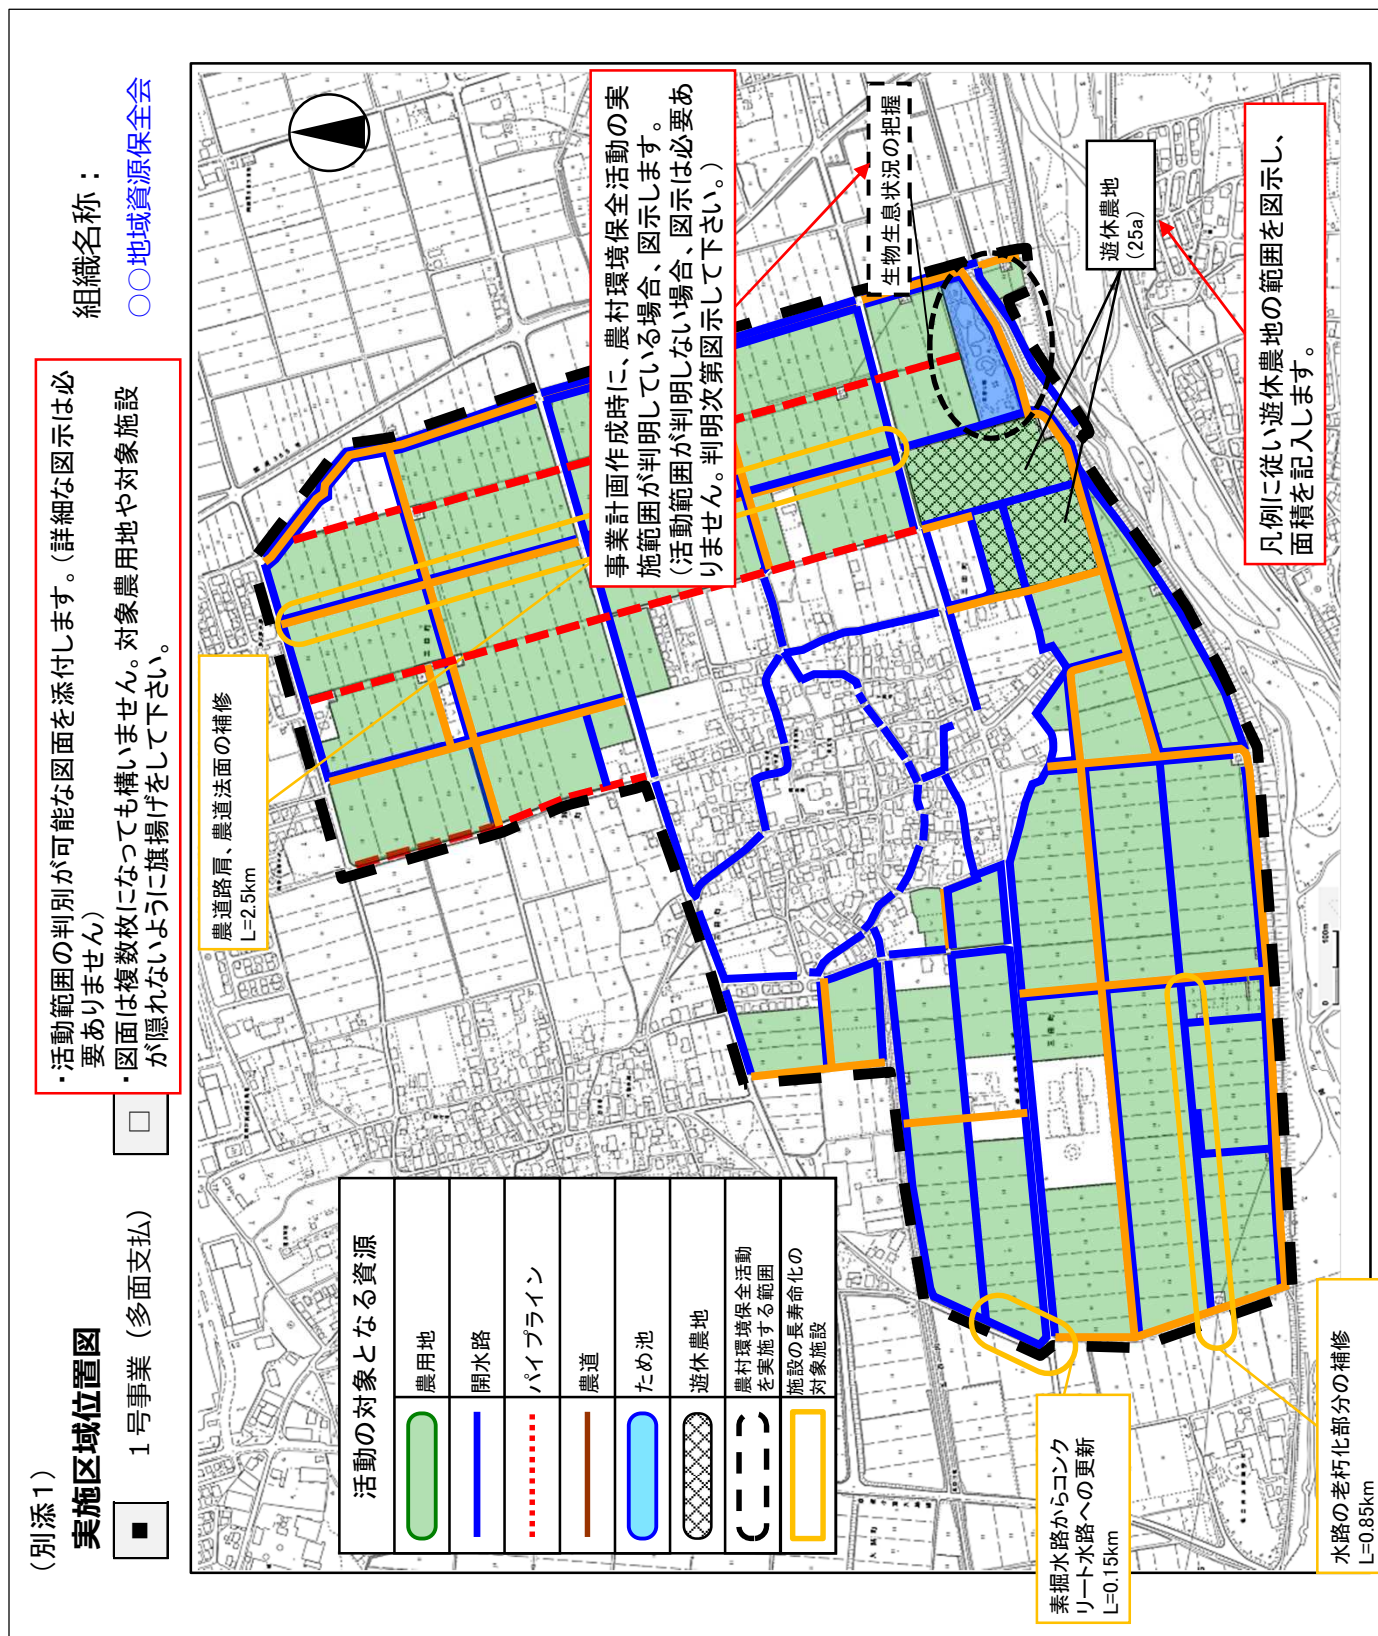 （別添１）
実施区域位置図
■
１号事業（多面支払）
□
組織名称：
○○地域資源保全会
・活動範囲の判別が可能な図面を添付します。（詳細な図示は必
要ありません）
・図面は複数枚になっても構いません。対象農用地や対象施設
が隠れないように旗揚げをして下さい。
農道路肩、農道法面の補修
L=2.5km
事業計画作成時に、農村環境保全活動の実
施範囲が判明している場合、図示します。
（活動範囲が判明しない場合、図示は必要あ
りません。判明次第図示して下さい。）
生物生息状況の把握
遊休農地
（25a）
凡例に従い遊休農地の範囲を図示し、
面積を記入します。
活動の対象となる資源
農用地
開水路
パイプライン
農道
ため池
遊休農地
農村環境保全活動
を実施する範囲
施設の長寿命化の
対象施設
素掘水路からコンク
リート水路への更新
L=0.15km
水路の老朽化部分の補修
L=0.85km
0
100m